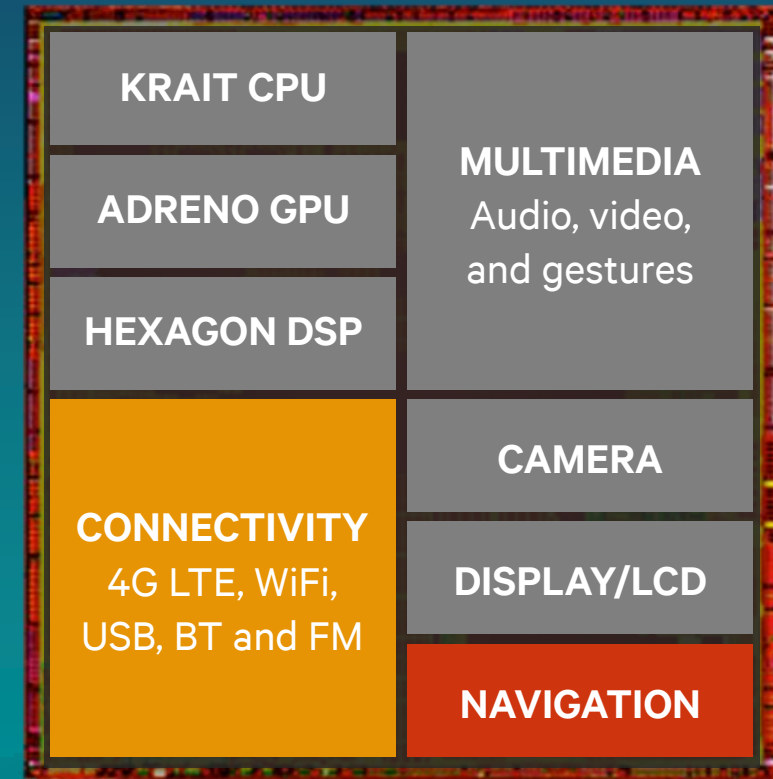 KRAIT CPU
ADRENO GPU
HEXAGON DSP
CONNECTIVITY
4G LTE, WiFi,
USB, BT and FM
MULTIMEDIA
Audio, video,
and gestures
CAMERA
DISPLAY/LCD
NAVIGATION